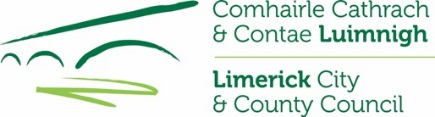 Comhairle Cathrach
& Contae Luimnigh
Limerick City
& County Council